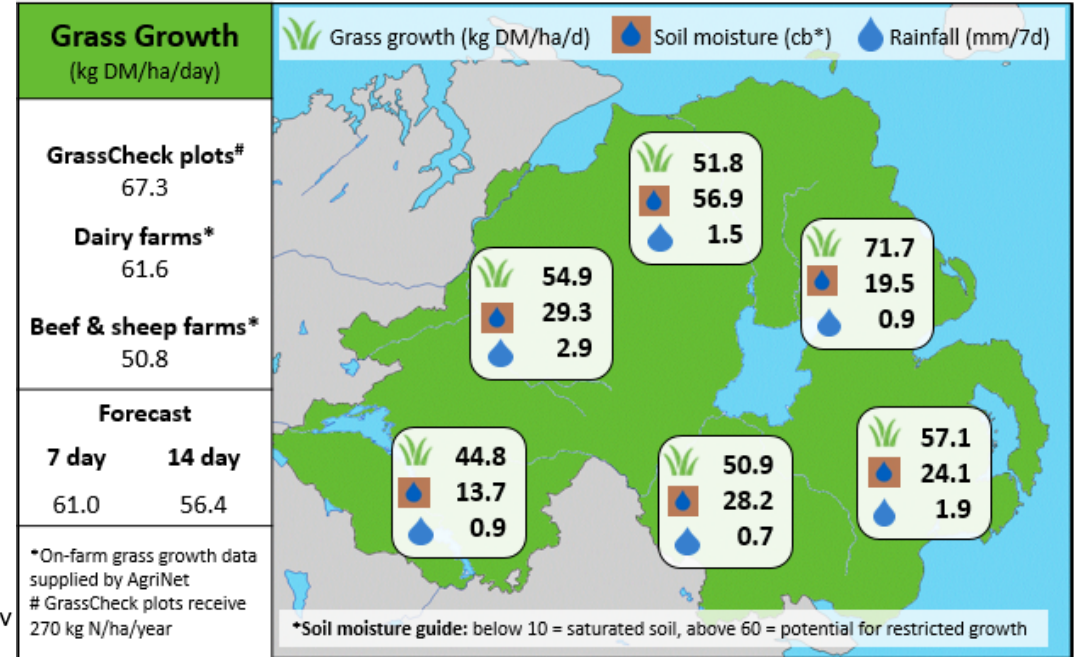 Grass Growth
(kg DM/ha/day)
GrassCheck plots#
67.3
Dairy farms*
61.6
Beef & sheep farms*
50.8
Forecast
7 day 14 day
61.0 56.4
*On-farm grass growth data
supplied by AgriNet
# GrassCheck plots receive
270 kg N/ha/year
v
Grass growth (kg DM/ha/d) Soil moisture (cb*) Rainfall (mm/7d)
51.8
56.9
1.5
71.7
19.5
0.9
54.9
29.3
2.9
44.8
13.7
0.9
50.9
28.2
0.7
57.1
24.1
1.9
*Soil moisture guide: below 10 = saturated soil, above 60 = potential for restricted growth